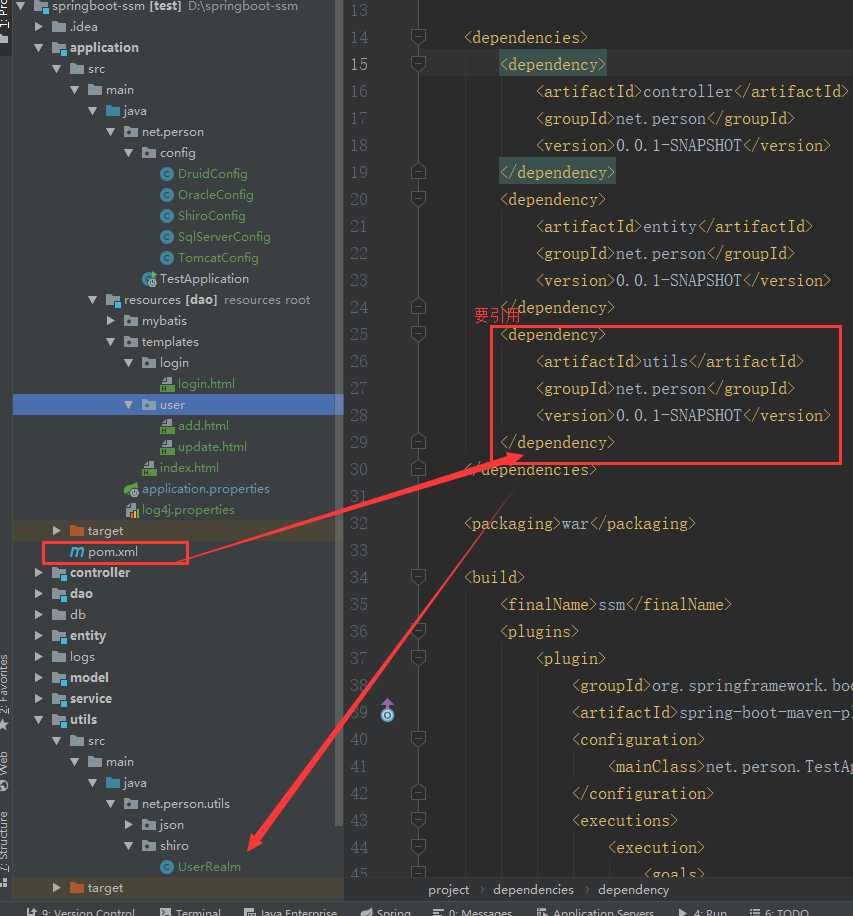 1: Pro
springboot-ssm [test] D:\springboot-ssm
.idea
application
src
main
java
net.person
config
DruidConfig
OracleConfig
ShiroConfig
SqlServerConfig
TomcatConfig
TestApplication
resources [dao] resources root
mybatis
templates
login
login.html
user
add.html
update.html
index.html
application.properties
log4j.properties
target
pom.xml
controller
dao
db
entity
logs
model
service
utils
src
main
java
net.person.utils
json
shiro
UserRealm
target
2: Favorites
Web
7: Structure
13
14 <dependencies>
15 <dependency>
16 <artifactId>controller</artifactId>
17 <groupId>net.person</groupId>
18 <version>0.0.1-SNAPSHOT</version>
19 </dependency>
20 <dependency>
21 <artifactId>entity</artifactId>
22 <groupId>net.person</groupId>
23 <version>0.0.1-SNAPSHOT</version>
24 </dependency>
要引用
25 <dependency>
26 <artifactId>utils</artifactId>
27 <groupId>net.person</groupId>
28 <version>0.0.1-SNAPSHOT</version>
29 </dependency>
30 </dependencies>
31
32 <packaging>war</packaging>
33
34 <build>
35 <finalName>ssm</finalName>
36 <plugins>
37 <plugin>
38 <groupId>org.springframework.boo
39 <artifactId>spring-boot-maven-pl
40 <configuration>
41 <mainClass>net.person.TestAp
42 </configuration>
43 <executions>
44 <execution>
45 <goals>
project › dependencies › dependency
9: Version Control Terminal Java Enterprise Spring 0: Messages Application Servers 4: Run 6: TODO